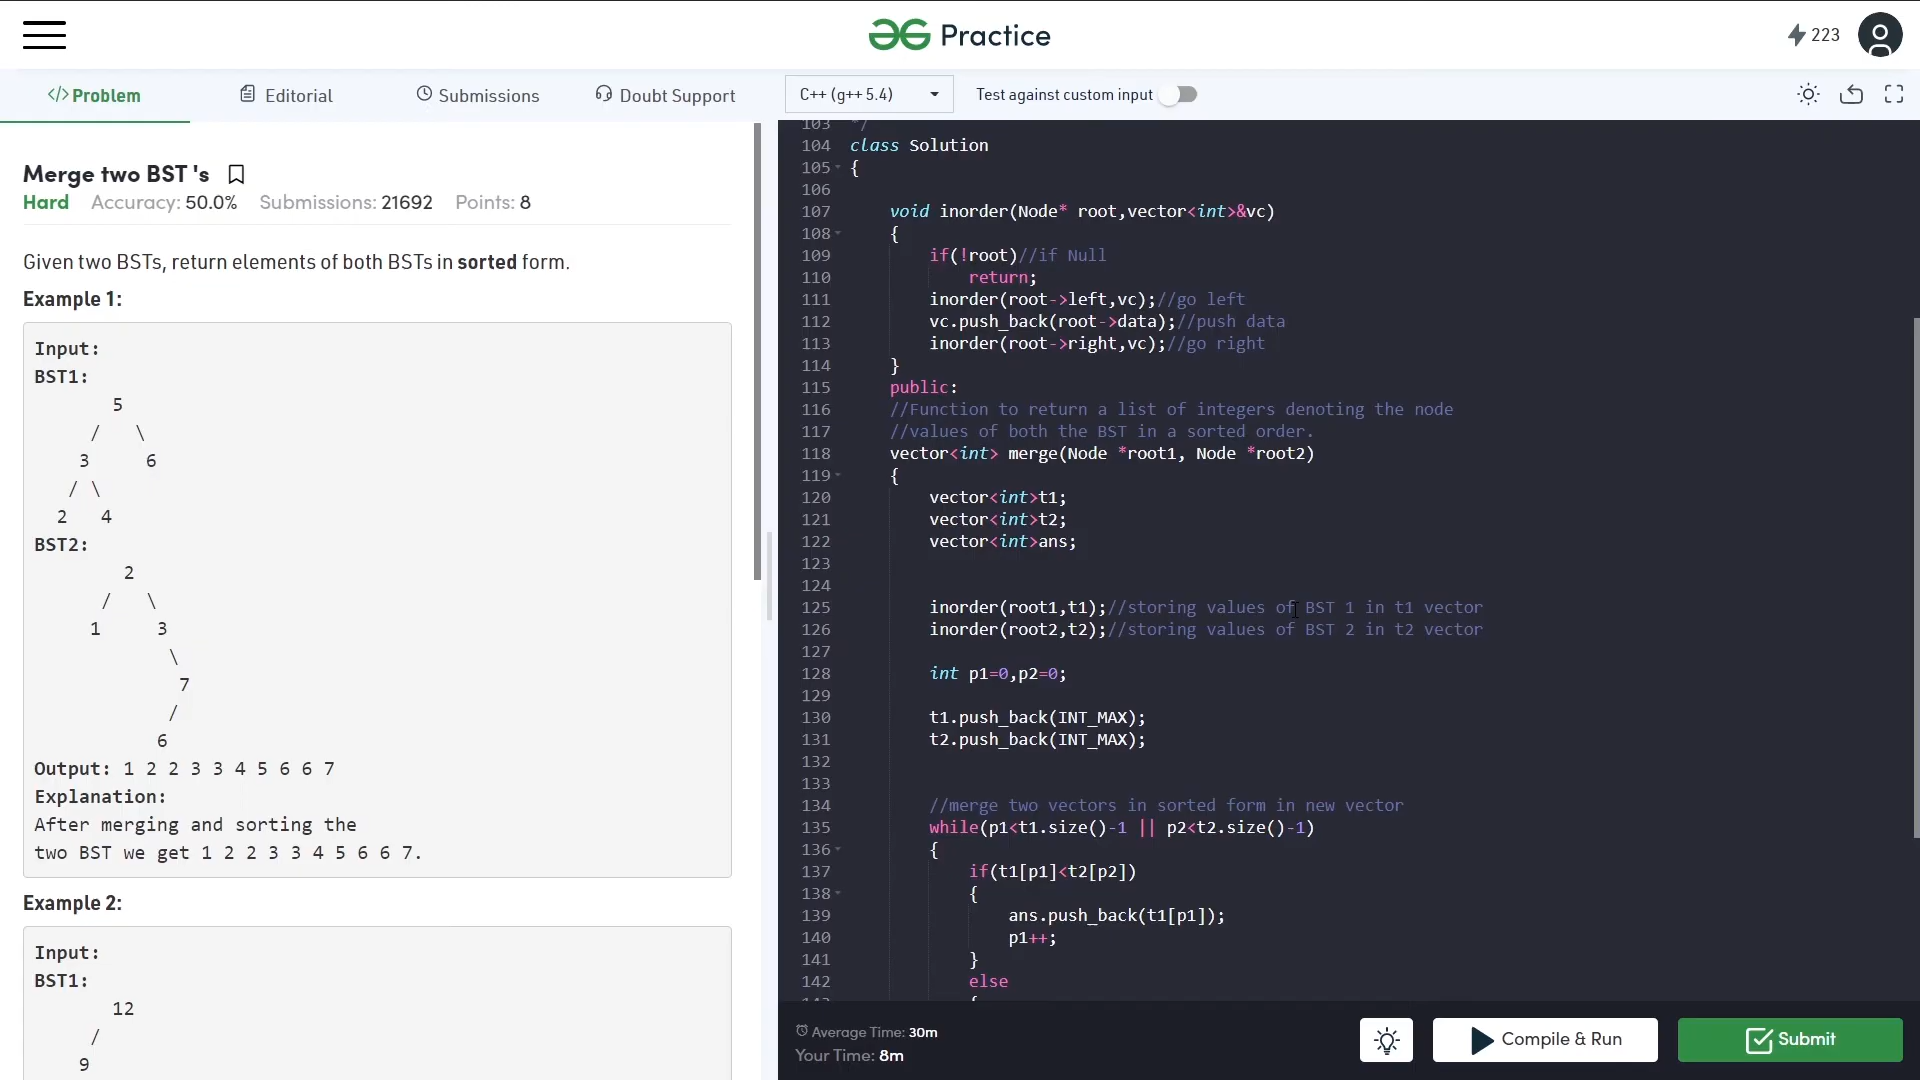 Practice
223
</>Problem
Editorial
Submissions
Doubt Support
C++ (g++ 5.4)
Test against custom input
Merge two BST 's
Hard Accuracy: 50.0% Submissions: 21692 Points: 8
Given two BSTs, return elements of both BSTs in sorted form.
Example 1:
Input:
BST1:
5
/ \
3 6
/ \
2 4
BST2:
2
/ \
1 3
\
7
/
6
Output: 1 2 2 3 3 4 5 6 6 7
Explanation:
After merging and sorting the
two BST we get 1 2 2 3 3 4 5 6 6 7.
Example 2:
Input:
BST1:
12
/
9
103 */
104 class Solution
105 {
106
107 void inorder(Node* root,vector<int>&vc)
108 {
109 if(!root)//if Null
110 return;
111 inorder(root->left,vc);//go left
112 vc.push_back(root->data);//push data
113 inorder(root->right,vc);//go right
114 }
115 public:
116 //Function to return a list of integers denoting the node
117 //values of both the BST in a sorted order.
118 vector<int> merge(Node *root1, Node *root2)
119 {
120 vector<int>t1;
121 vector<int>t2;
122 vector<int>ans;
123
124
125 inorder(root1,t1);//storing values of BST 1 in t1 vector
126 inorder(root2,t2);//storing values of BST 2 in t2 vector
127
128 int p1=0,p2=0;
129
130 t1.push_back(INT_MAX);
131 t2.push_back(INT_MAX);
132
133
134 //merge two vectors in sorted form in new vector
135 while(p1<t1.size()-1 || p2<t2.size()-1)
136 {
137 if(t1[p1]<t2[p2])
138 {
139 ans.push_back(t1[p1]);
140 p1++;
141 }
142 else
143 {
Average Time: 30m
Your Time: 8m
Compile & Run
Submit